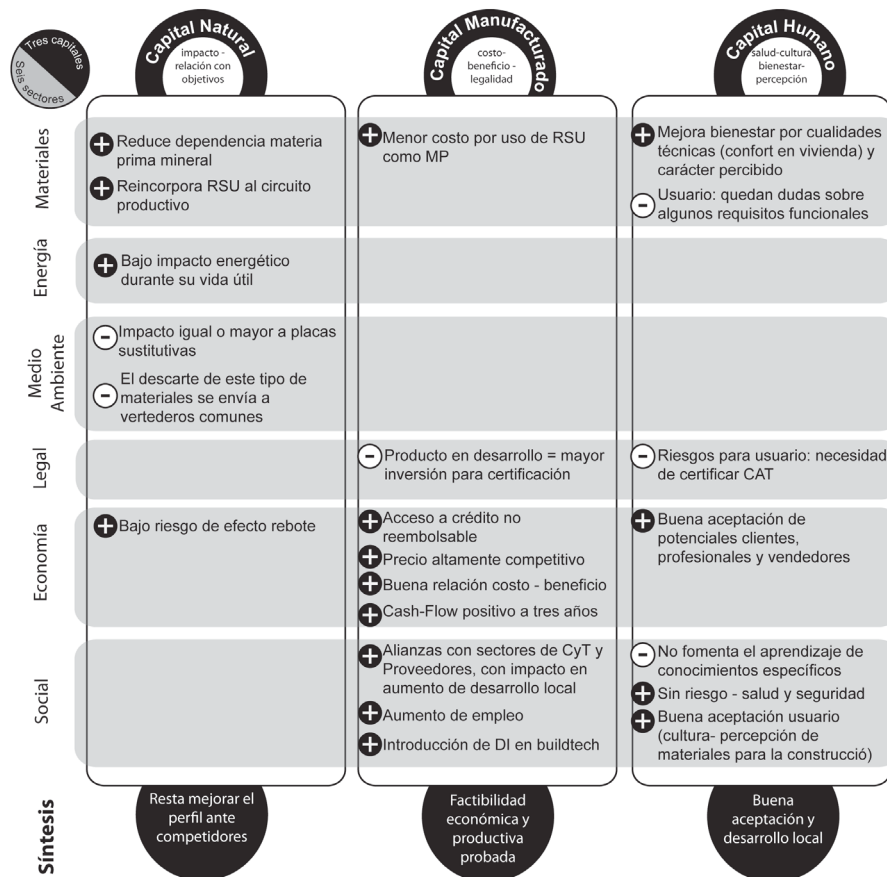 Tres capitales
Seis sectores
Capital Natural
impacto -
relación con
objetivos
Capital Manufacturado
costo-
beneficio -
legalidad
Capital Humano
salud-cultura
bienestar-
percepción
Materiales
Reduce dependencia materia
prima mineral
Reincorpora RSU al circuito
productivo
Menor costo por uso de RSU
como MP
Mejora bienestar por cualidades
técnicas (confort en vivienda) y
carácter percibido
Usuario: quedan dudas sobre
algunos requisitos funcionales
Energía
Bajo impacto energético
durante su vida útil
Medio
Ambiente
Impacto igual o mayor a placas
sustitutivas
El descarte de este tipo de
materiales se envía a
vertederos comunes
Legal
Producto en desarrollo = mayor
inversión para certificación
Riesgos para usuario: necesidad
de certificar CAT
Economía
Bajo riesgo de efecto rebote
Acceso a crédito no
reembolsable
Precio altamente competitivo
Buena relación costo - beneficio
Cash-Flow positivo a tres años
Buena aceptación de
potenciales clientes,
profesionales y vendedores
Social
Alianzas con sectores de CyT y
Proveedores, con impacto en
aumento de desarrollo local
Aumento de empleo
Introducción de DI en buildtech
No fomenta el aprendizaje de
conocimientos específicos
Sin riesgo - salud y seguridad
Buena aceptación usuario
(cultura- percepción de
materiales para la construcció)
Síntesis
Resta mejorar el
perfil ante
competidores
Factibilidad
económica y
productiva
probada
Buena
aceptación y
desarrollo local